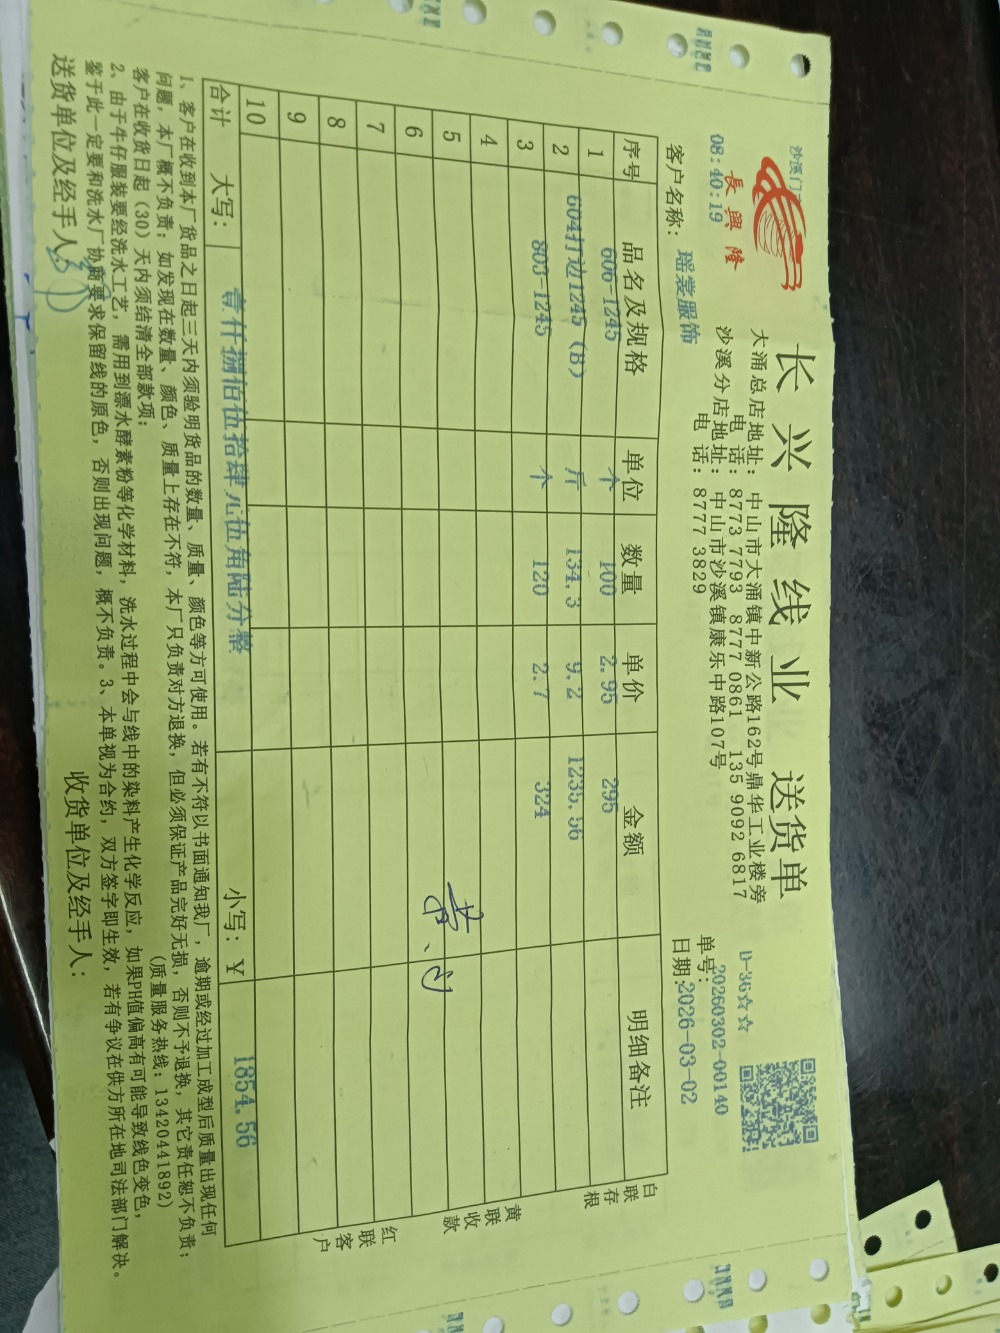 沙溪门
長興隆
08:40:19
长兴隆线业 送货单
大涌总店地址: 中山市大涌镇中新公路162号鼎华工业楼旁
电 话: 8773 7793 8777 0861 135 9092 6817
沙溪分店地址: 中山市沙溪镇康乐中路107号
电 话: 8777 3829
D-36☆☆
单号: 20260302-00140
客户名称: 瑶裳服饰
日期: 2026-03-02
序号 品名及规格 单位 数量 单价 金额 明细备注
1 606-1245 个 100 2.95 295
2 604打边1245 (B) 斤 134.3 9.2 1235.56
3 803-1245 个 120 2.7 324
4
5
6
7
8
9
10
合计 大写: 壹仟捌佰伍拾肆元伍角陆分整 小写: ¥ 1854.56
白联存根
黄联收款
红联客户
1、客户在收到本厂货品之日起三天内须验明货品的数量、质量、颜色等方可使用。若有不符以书面通知我厂,逾期或经过加工成型后质量出现任何
问题,本厂概不负责;如发现在数量、颜色、质量上存在不符,本厂只负责对方退换,但必须保证产品完好无损,否则不予退换,其它责任恕不负责;
客户在收货日起(30)天内须结清全部款项; (质量服务热线: 13420441892)
2、由于牛仔服装要经洗水工艺,需用到漂水酵素粉等化学材料,洗水过程中会与线中的染料产生化学反应,如果PH值偏高有可能导致线色变色,
鉴于此一定要和洗水厂协商要求保留线的原色,否则出现问题,概不负责。3、本单视为合约,双方签字即生效,若有争议在供方所在地司法部门解决。
送货单位及经手人: 收货单位及经手人: